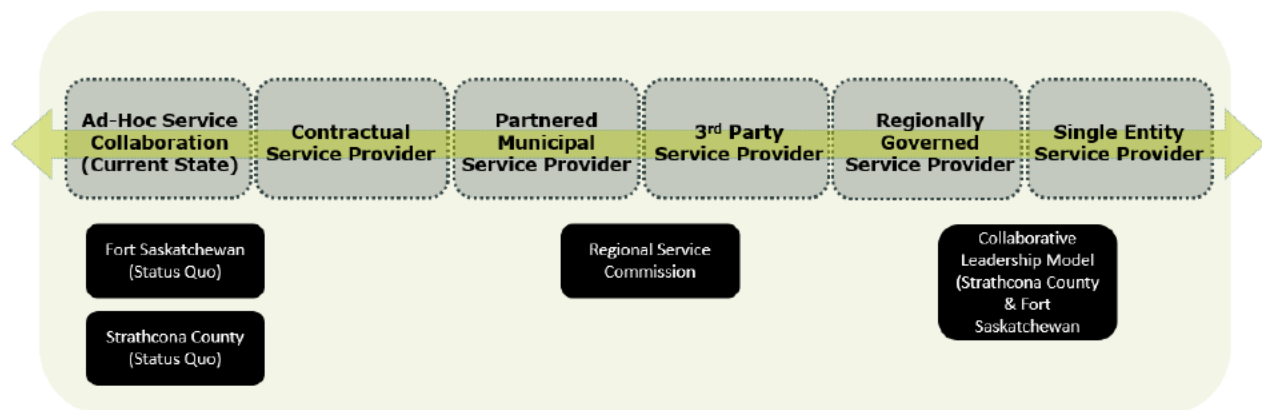 Ad-Hoc Service
Collaboration
(Current State)
Contractual
Service Provider
Partnered
Municipal
Service Provider
3rd Party
Service Provider
Regionally
Governed
Service Provider
Single Entity
Service Provider
Fort Saskatchewan
(Status Quo)
Strathcona County
(Status Quo)
Regional Service
Commission
Collaborative
Leadership Model
(Strathcona County
& Fort
Saskatchewan